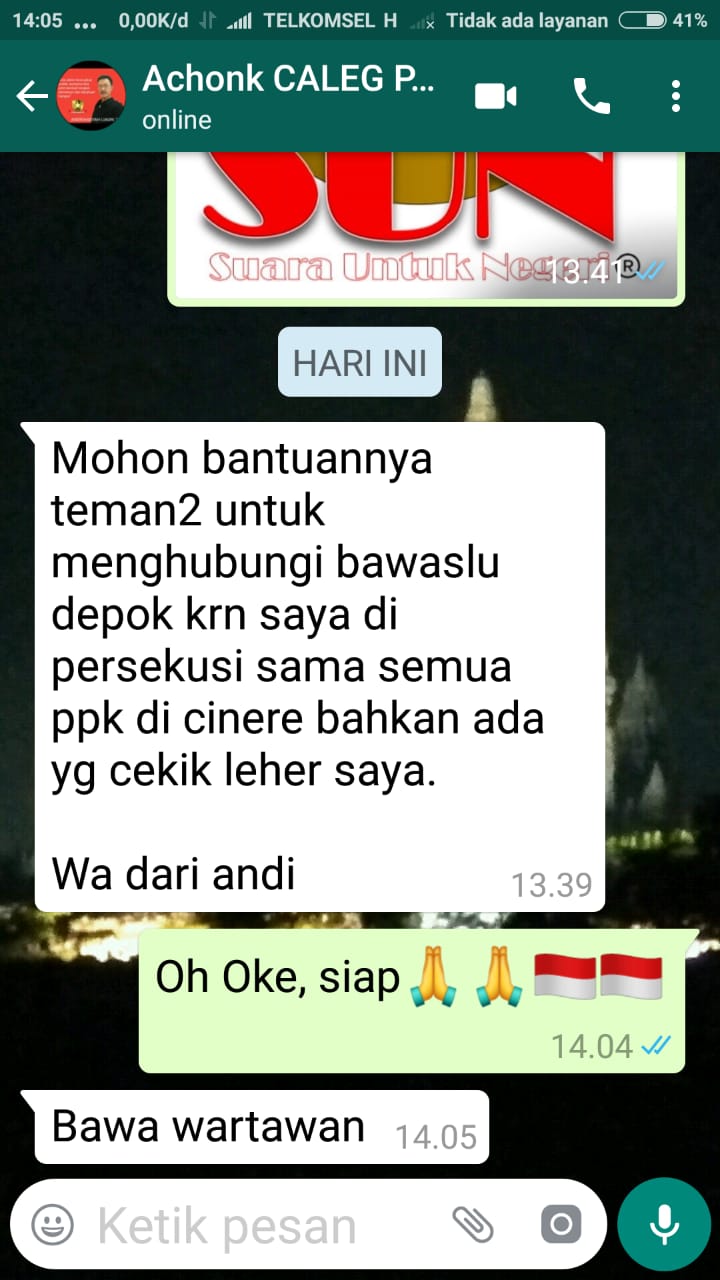 14:05 ... 0,00K/d TELKOMSEL H Tidak ada layanan 41%
Achonk CALEG P...
online
SUN
Suara Untuk Negeri®
13.41
HARI INI
Mohon bantuannya
teman2 untuk
menghubungi bawaslu
depok krn saya di
persekusi sama semua
ppk di cinere bahkan ada
yg cekik leher saya.
Wa dari andi
13.39
Oh Oke, siap🙏🙏🇮🇩🇮🇩
14.04
Bawa wartawan
14.05
Ketik pesan